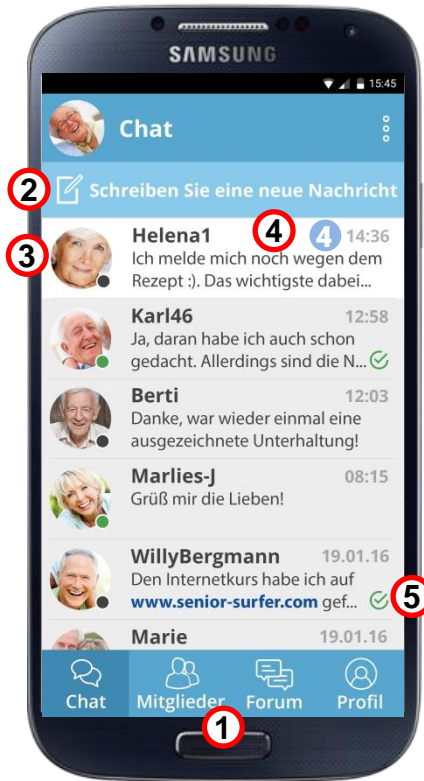 SAMSUNG
15:45
Chat
2 Schreiben Sie eine neue Nachricht
3 Helena1 4 4 14:36
Ich melde mich noch wegen dem
Rezept :). Das wichtigste dabei...
Karl46 12:58
Ja, daran habe ich auch schon
gedacht. Allerdings sind die N...
Berti 12:03
Danke, war wieder einmal eine
ausgezeichnete Unterhaltung!
Marlies-J 08:15
Grüß mir die Lieben!
WillyBergmann 19.01.16
Den Internetkurs habe ich auf
www.senior-surfer.com gef... 5
Marie 19.01.16
Chat Mitglieder Forum Profil
1